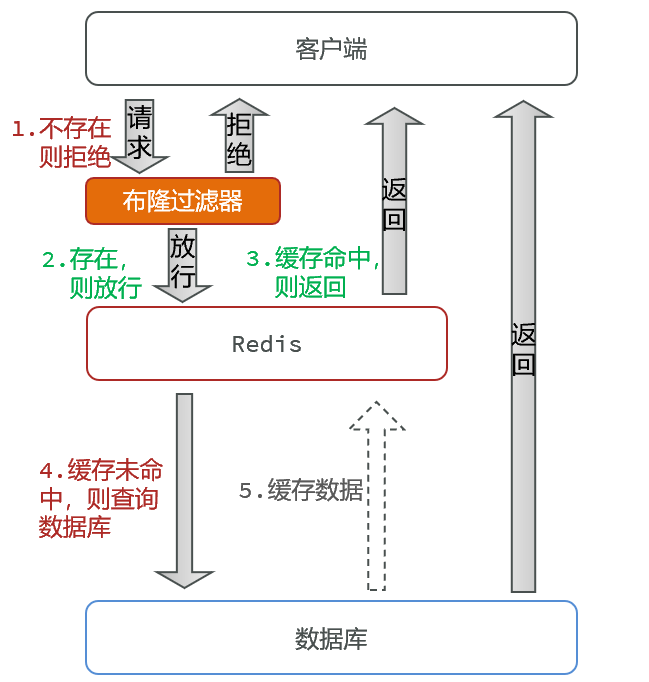 客户端
请求
拒绝
1.不存在
则拒绝
返回
布隆过滤器
放行
2.存在,
则放行
3.缓存命中,
则返回
Redis
返回
4.缓存未命
中, 则查询
数据库
5.缓存数据
数据库